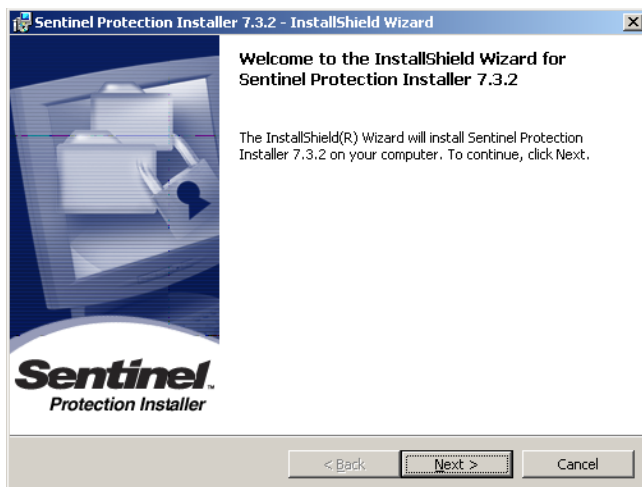 Sentinel Protection Installer 7.3.2 - InstallShield Wizard
Welcome to the InstallShield Wizard for
Sentinel Protection Installer 7.3.2
The InstallShield(R) Wizard will install Sentinel Protection
Installer 7.3.2 on your computer. To continue, click Next.
Sentinel™
Protection Installer
< Back
Next >
Cancel